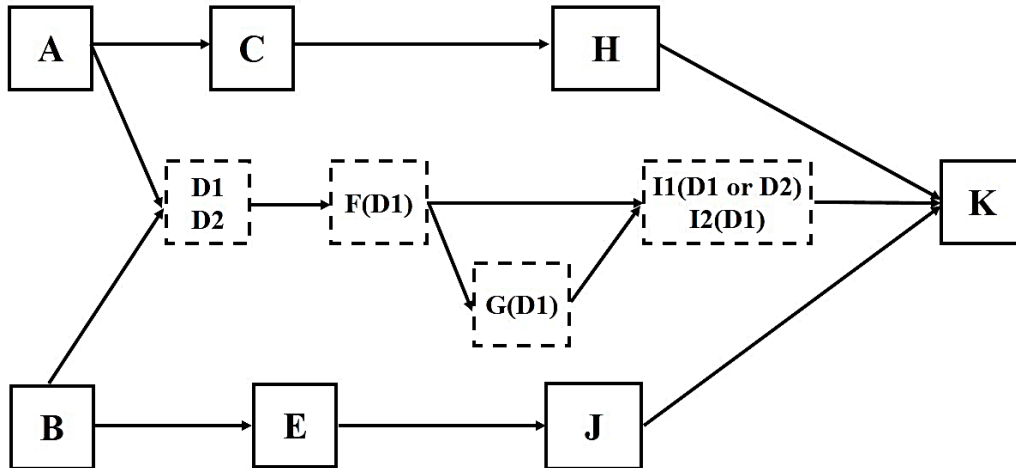 A
C
H
D1
D2
F(D1)
I1(D1 or D2)
I2(D1)
K
G(D1)
B
E
J